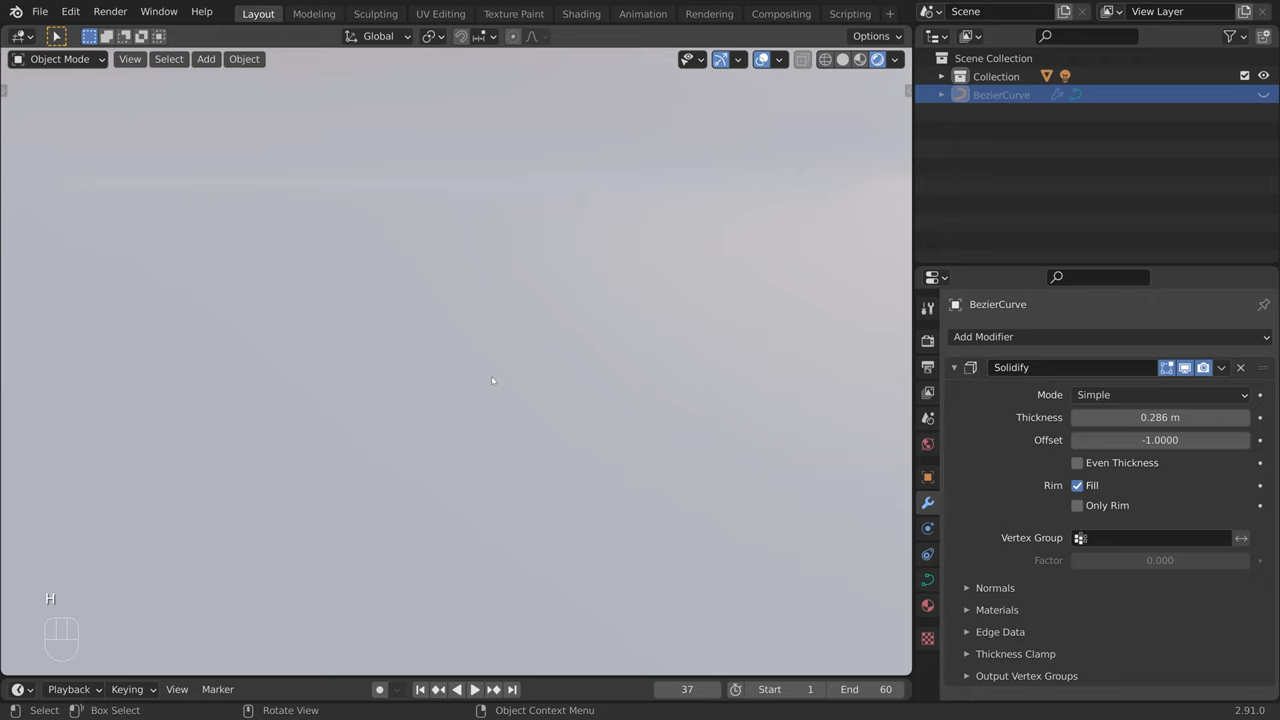 File Edit Render Window Help Layout Modeling Sculpting UV Editing Texture Paint Shading Animation Rendering Compositing Scripting + Scene View Layer
Global Options
Object Mode View Select Add Object
Scene Collection
Collection
BezierCurve
BezierCurve
Add Modifier
Solidify
Mode Simple
Thickness 0.286 m
Offset -1.0000
Even Thickness
Rim Fill
Only Rim
Vertex Group
Factor 0.000
Normals
H
Materials
Edge Data
Thickness Clamp
Output Vertex Groups
Playback Keying View Marker 37 Start 1 End 60
Select Box Select Rotate View Object Context Menu 2.91.0